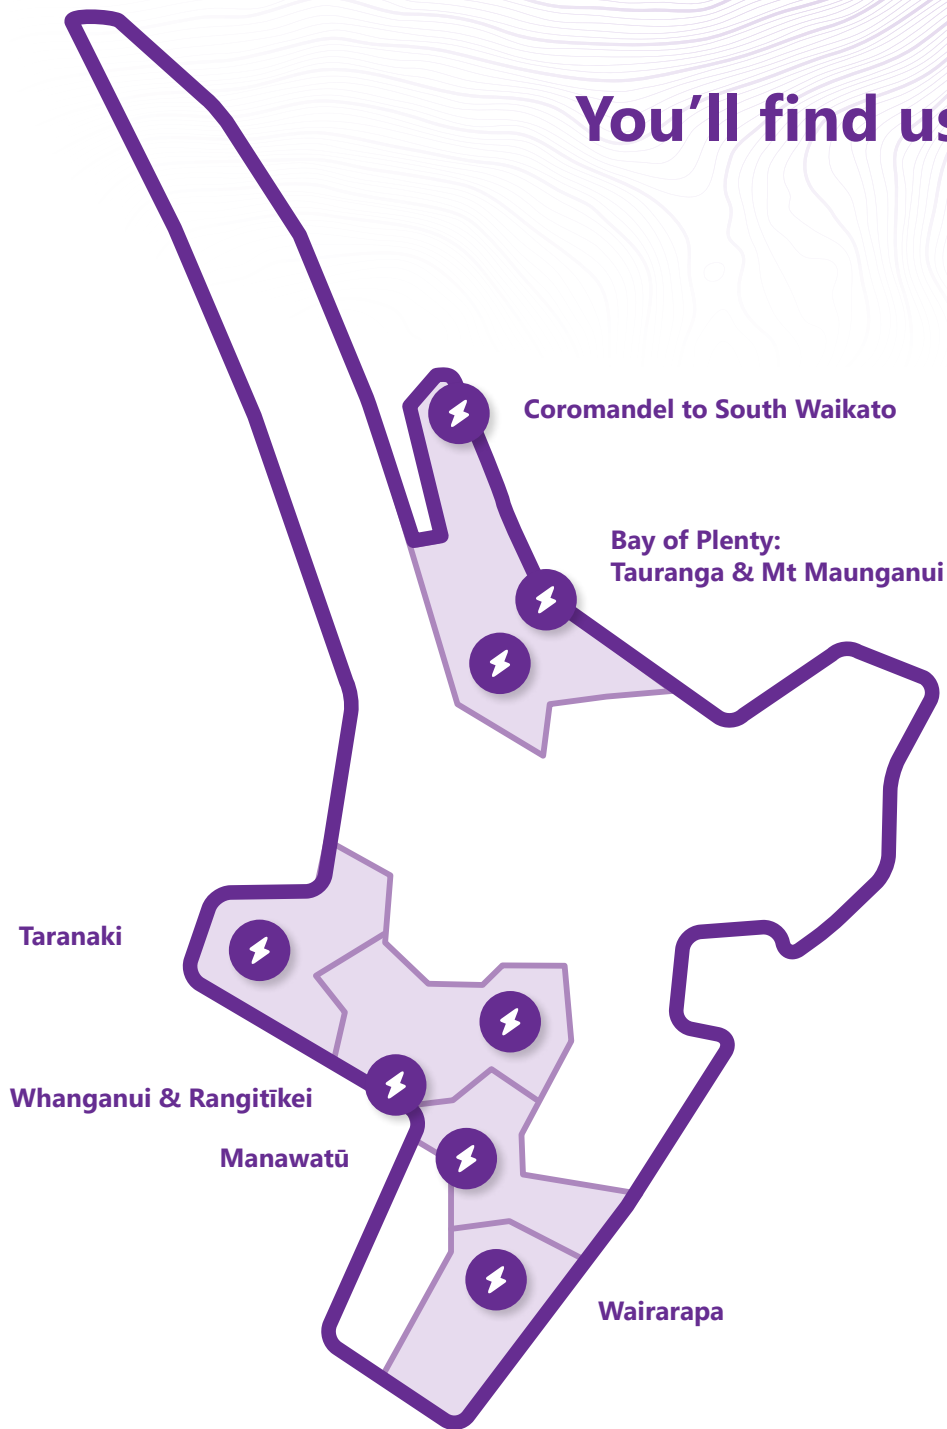 You’ll find us
Coromandel to South Waikato
Bay of Plenty:
Tauranga & Mt Maunganui
Taranaki
Whanganui & Rangitīkei
Manawatū
Wairarapa